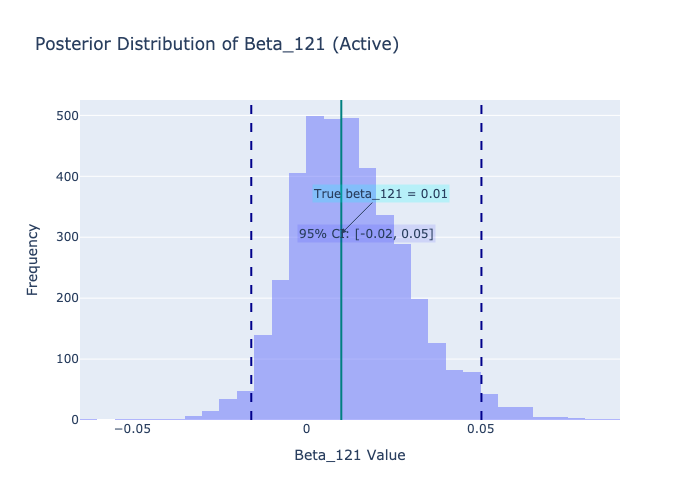 Posterior Distribution of Beta_121 (Active)
500
400
True beta_121 = 0.01
300
95% CI: [-0.02, 0.05]
200
100
0
−0.05
0
0.05
Frequency
Beta_121 Value